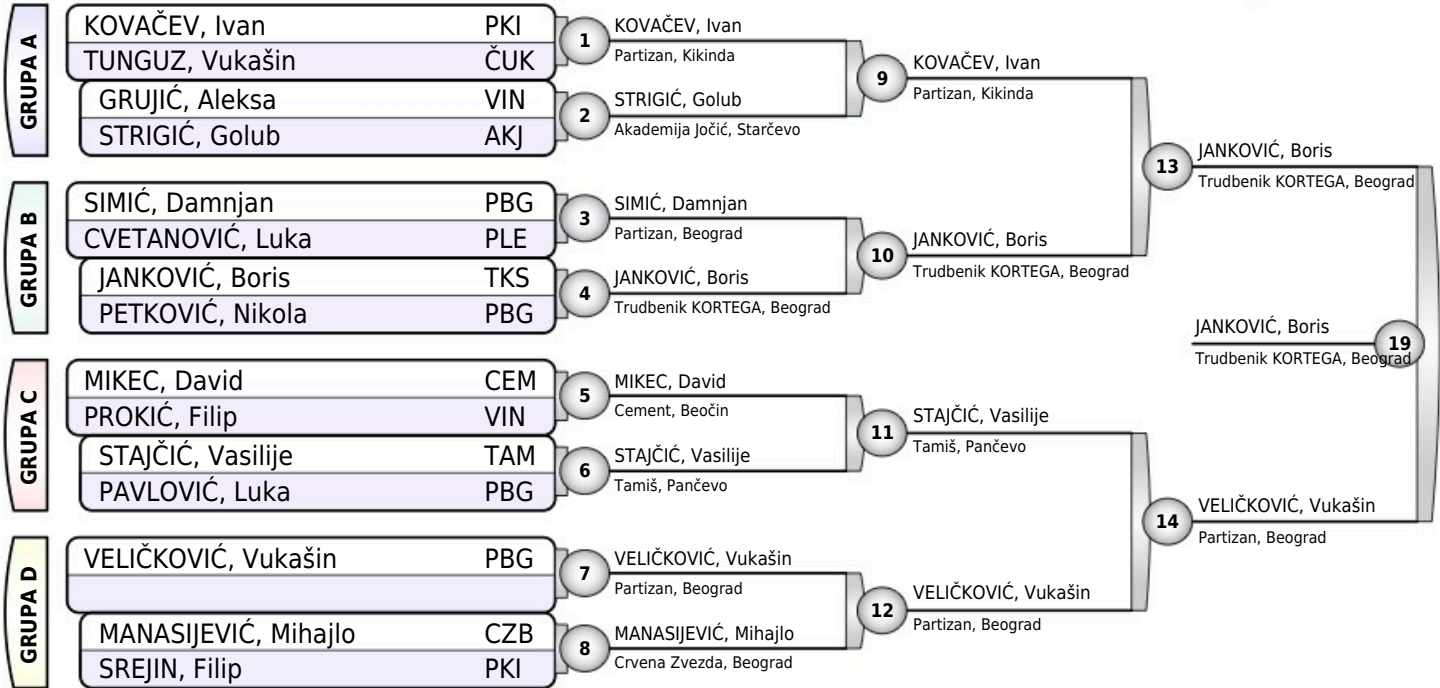 GRUPA A
KOVAČEV, Ivan PKI
TUNGUZ, Vukašin ČUK
GRUJIĆ, Aleksa VIN
STRIGIĆ, Golub AKJ
GRUPA B
SIMIĆ, Damnjan PBG
CVETANOVIĆ, Luka PLE
JANKOVIĆ, Boris TKS
PETKOVIĆ, Nikola PBG
GRUPA C
MIKEC, David CEM
PROKIĆ, Filip VIN
STAJČIĆ, Vasilije TAM
PAVLOVIĆ, Luka PBG
GRUPA D
VELIČKOVIĆ, Vukašin PBG
MANASIJEVIĆ, Mihajlo CZB
SREJIN, Filip PKI
1
KOVAČEV, Ivan
Partizan, Kikinda
2
STRIGIĆ, Golub
Akademija Jočić, Starčevo
3
SIMIĆ, Damnjan
Partizan, Beograd
4
JANKOVIĆ, Boris
Trudbenik KORTEGA, Beograd
5
MIKEC, David
Cement, Beočin
6
STAJČIĆ, Vasilije
Tamiš, Pančevo
7
VELIČKOVIĆ, Vukašin
Partizan, Beograd
8
MANASIJEVIĆ, Mihajlo
Crvena Zvezda, Beograd
9
KOVAČEV, Ivan
Partizan, Kikinda
10
JANKOVIĆ, Boris
Trudbenik KORTEGA, Beograd
11
STAJČIĆ, Vasilije
Tamiš, Pančevo
12
VELIČKOVIĆ, Vukašin
Partizan, Beograd
13
JANKOVIĆ, Boris
Trudbenik KORTEGA, Beograd
14
VELIČKOVIĆ, Vukašin
Partizan, Beograd
JANKOVIĆ, Boris
19
Trudbenik KORTEGA, Beograd